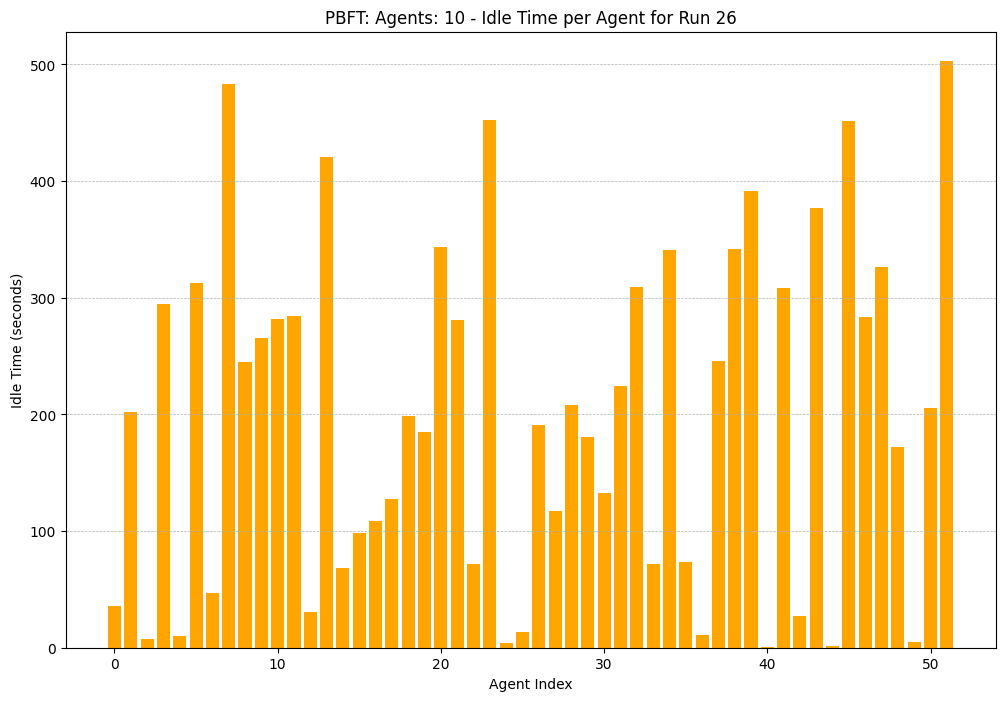 PBFT: Agents: 10 - Idle Time per Agent for Run 26
Idle Time (seconds)
500
400
300
200
100
0
0 10 20 30 40 50
Agent Index